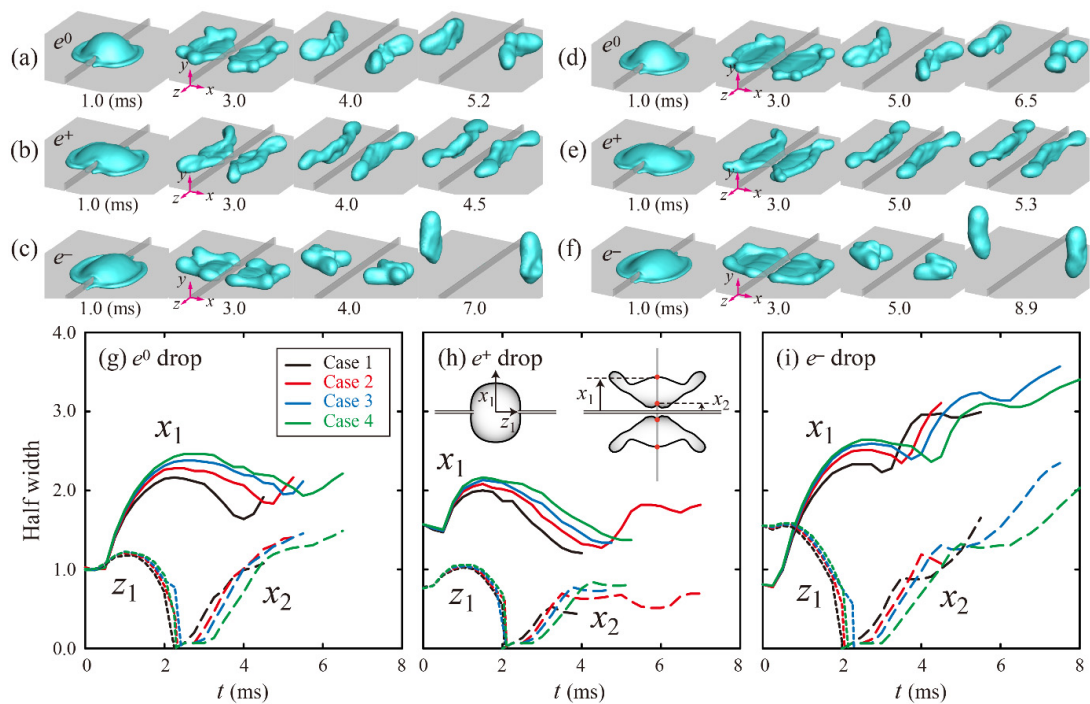 (a) e⁰ y z x 1.0 (ms) 3.0 4.0 5.2
(d) e⁰ y z x 1.0 (ms) 3.0 5.0 6.5
(b) e⁺ y z x 1.0 (ms) 3.0 4.0 4.5
(e) e⁺ y z x 1.0 (ms) 3.0 5.0 5.3
(c) e⁻ y z x 1.0 (ms) 3.0 4.0 7.0
(f) e⁻ y z x 1.0 (ms) 3.0 5.0 8.9
Half width
4.0
3.0
2.0
1.0
0.0
(g) e⁰ drop
Case 1
Case 2
Case 3
Case 4
x₁
z₁
x₂
0 2 4 6 8
t (ms)
(h) e⁺ drop
x₁
z₁
x₁
x₂
x₁
z₁
x₂
0 2 4 6 8
t (ms)
(i) e⁻ drop
x₁
z₁
x₂
0 2 4 6 8
t (ms)